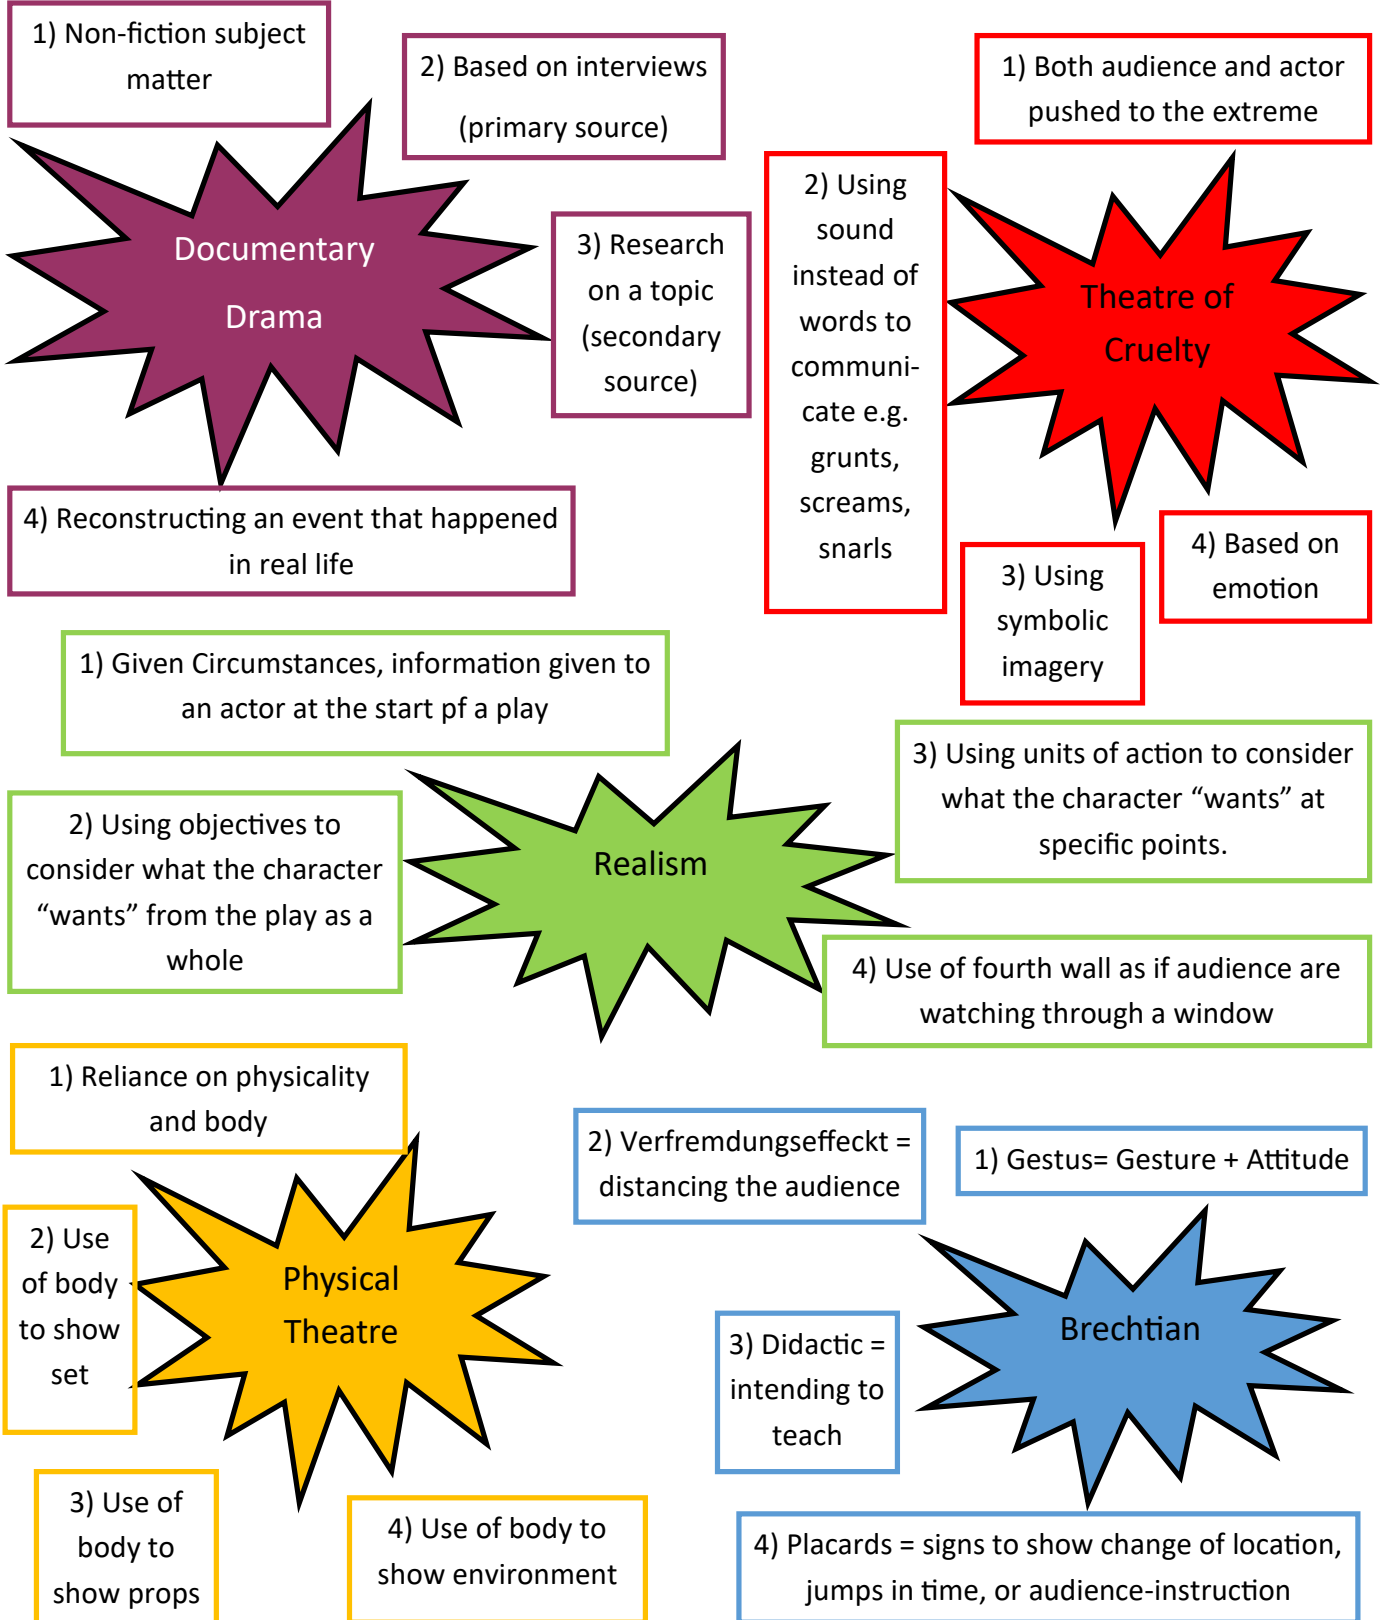 1) Non-fiction subject
matter
2) Based on interviews
(primary source)
Documentary
Drama
3) Research
on a topic
(secondary
source)
4) Reconstructing an event that happened
in real life
1) Both audience and actor
pushed to the extreme
2) Using
sound
instead of
words to
communi-
cate e.g.
grunts,
screams,
snarls
Theatre of
Cruelty
3) Using
symbolic
imagery
4) Based on
emotion
1) Given Circumstances, information given to
an actor at the start pf a play
2) Using objectives to
consider what the character
“wants” from the play as a
whole
Realism
3) Using units of action to consider
what the character “wants” at
specific points.
4) Use of fourth wall as if audience are
watching through a window
1) Reliance on physicality
and body
2) Use
of body
to show
set
Physical
Theatre
3) Use of
body to
show props
4) Use of body to
show environment
2) Verfremdungseffeckt =
distancing the audience
1) Gestus= Gesture + Attitude
Brechtian
3) Didactic =
intending to
teach
4) Placards = signs to show change of location,
jumps in time, or audience-instruction